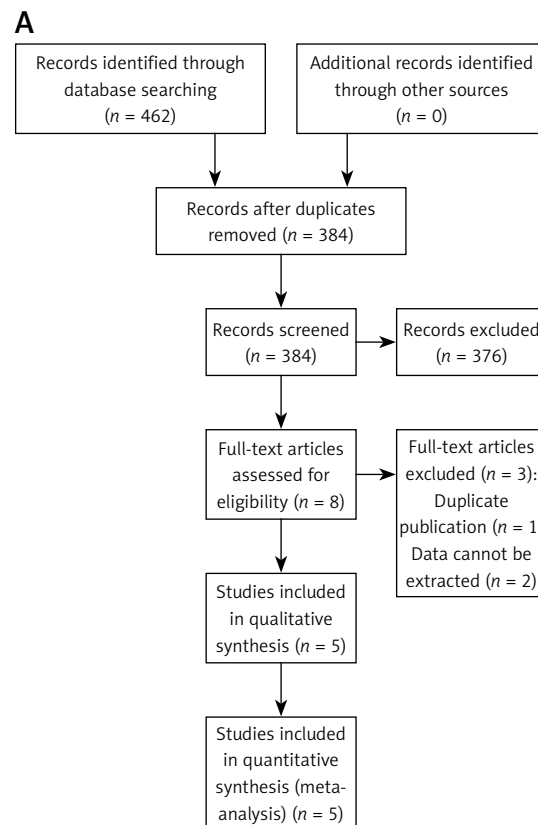 A
Records identified through
database searching
(n = 462)
Additional records identified
through other sources
(n = 0)
Records after duplicates
removed (n = 384)
Records screened
(n = 384)
Records excluded
(n = 376)
Full-text articles
assessed for
eligibility (n = 8)
Full-text articles
excluded (n = 3):
Duplicate
publication (n = 1
Data cannot be
extracted (n = 2)
Studies included
in qualitative
synthesis (n = 5)
Studies included
in quantitative
synthesis (meta-
analysis) (n = 5)